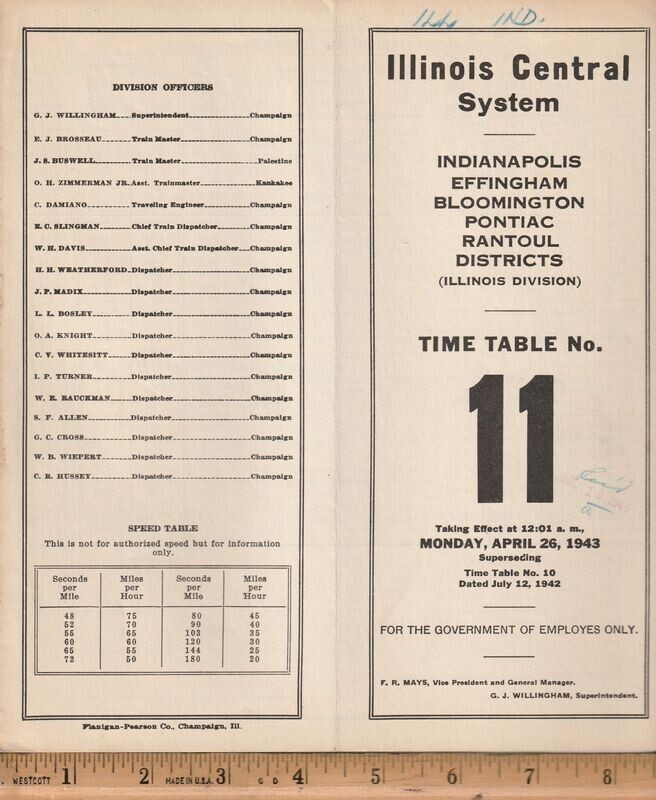 DIVISION OFFICERS
G. J. WILLINGHAM Superintendent Champaign
E. J. BROSSEAU Train Master Champaign
J. S. BUSWELL Train Master Palestine
O. H. ZIMMERMAN JR. Asst. Trainmaster Kankakee
C. DAMIANO Traveling Engineer Champaign
E. C. SLINGMAN Chief Train Dispatcher Champaign
W. H. DAVIS Asst. Chief Train Dispatcher Champaign
H. H. WEATHERFORD Dispatcher Champaign
J. P. MADIX Dispatcher Champaign
L. L. BOSLEY Dispatcher Champaign
O. A. KNIGHT Dispatcher Champaign
C. V. WHITESITT Dispatcher Champaign
I. P. TURNER Dispatcher Champaign
W. E. RAUCKMAN Dispatcher Champaign
S. F. ALLEN Dispatcher Champaign
G. C. CROSS Dispatcher Champaign
W. B. WIEPERT Dispatcher Champaign
C. R. HUSSEY Dispatcher Champaign
SPEED TABLE
This is not for authorized speed but for information
only.
Seconds Miles Seconds Miles
per per per per
Mile Hour Mile Hour
48 75 80 45
52 70 90 40
55 65 103 35
60 60 120 30
65 55 144 25
72 50 180 20
Flanigan-Pearson Co., Champaign, Ill.
IND.
Illinois Central
System
INDIANAPOLIS
EFFINGHAM
BLOOMINGTON
PONTIAC
RANTOUL
DISTRICTS
(ILLINOIS DIVISION)
TIME TABLE No.
11
Taking Effect at 12:01 a. m.,
MONDAY, APRIL 26, 1943
Superseding
Time Table No. 10
Dated July 12, 1942
FOR THE GOVERNMENT OF EMPLOYES ONLY.
F. R. MAYS, Vice President and General Manager.
G. J. WILLINGHAM, Superintendent.
WESTCOTT 1 2 MADE IN U.S.A. 3 G D 4 5 6 7 8